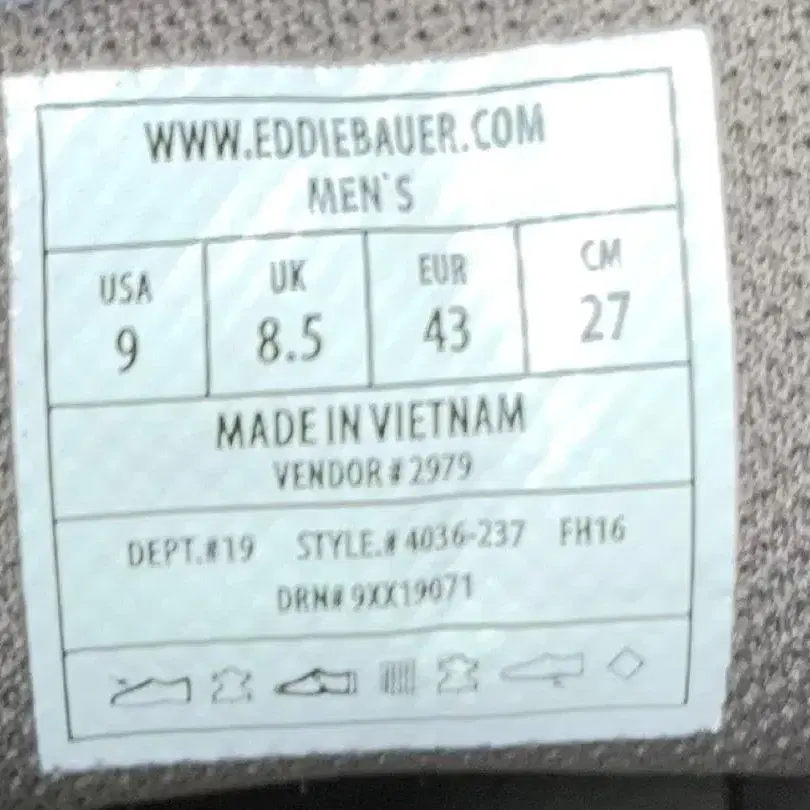 WWW.EDDIEBAUER.COM
MEN`S
USA UK EUR CM
9 8.5 43 27
MADE IN VIETNAM
VENDOR # 2979
DEPT.#19 STYLE.# 4036-237 FH16
DRN# 9XX19071